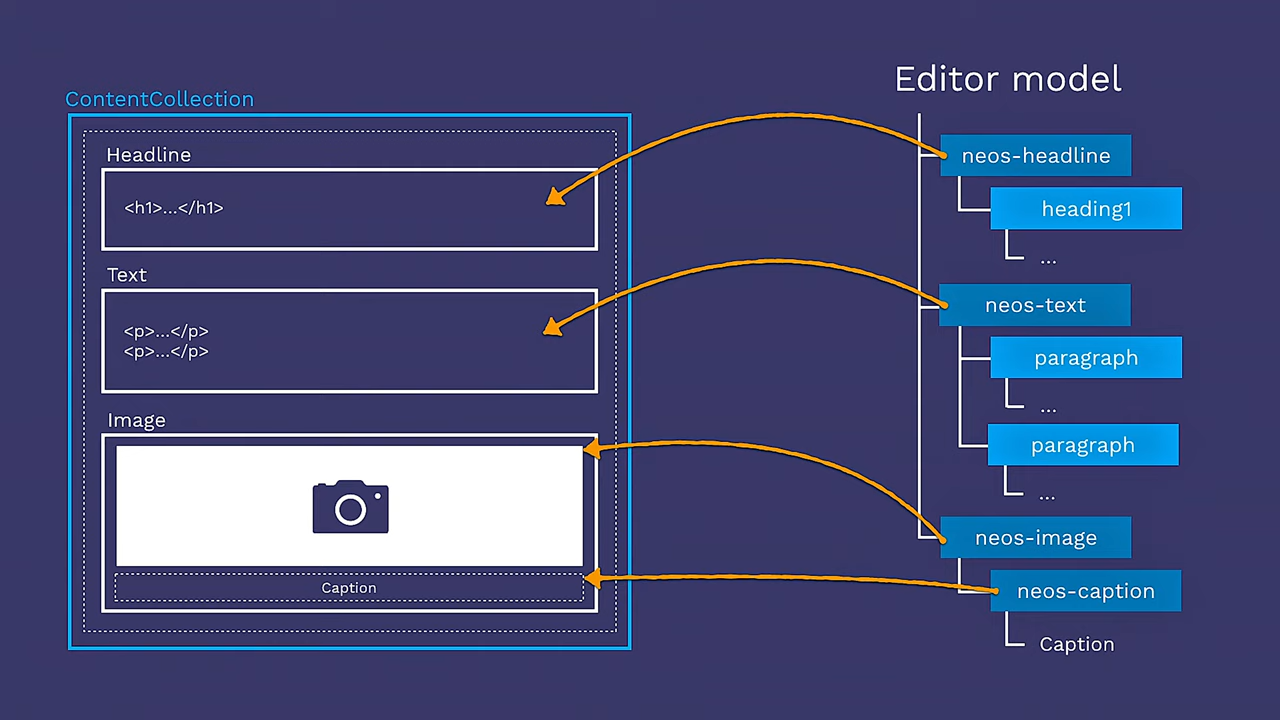 ContentCollection
Headline
<h1>...</h1>
Text
<p>...</p>
<p>...</p>
Image
Caption
Editor model
neos-headline
heading1
...
neos-text
paragraph
...
paragraph
...
neos-image
neos-caption
Caption